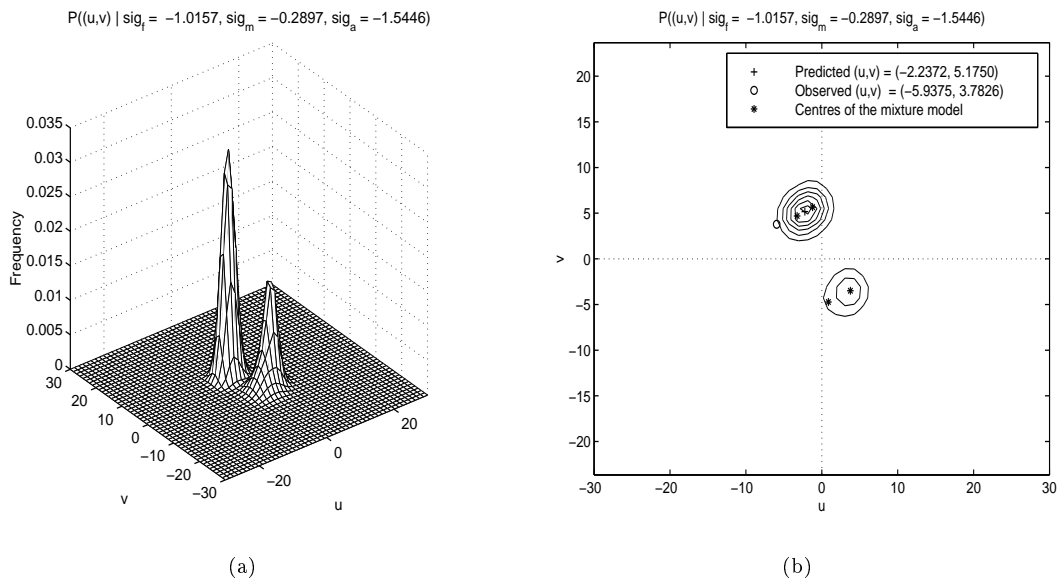 P((u,v) | sig_f = −1.0157, sig_m = −0.2897, sig_a = −1.5446)
0.035
0.03
0.025
0.02
0.015
0.01
0.005
0
Frequency
30
20
10
0
−10
−20
−30
v
−20
0
20
u
(a)
P((u,v) | sig_f = −1.0157, sig_m = −0.2897, sig_a = −1.5446)
+ Predicted (u,v) = (−2.2372, 5.1750)
o Observed (u,v) = (−5.9375, 3.7826)
* Centres of the mixture model
20
15
10
5
0
−5
−10
−15
−20
v
−30 −20 −10 0 10 20 30
u
(b)